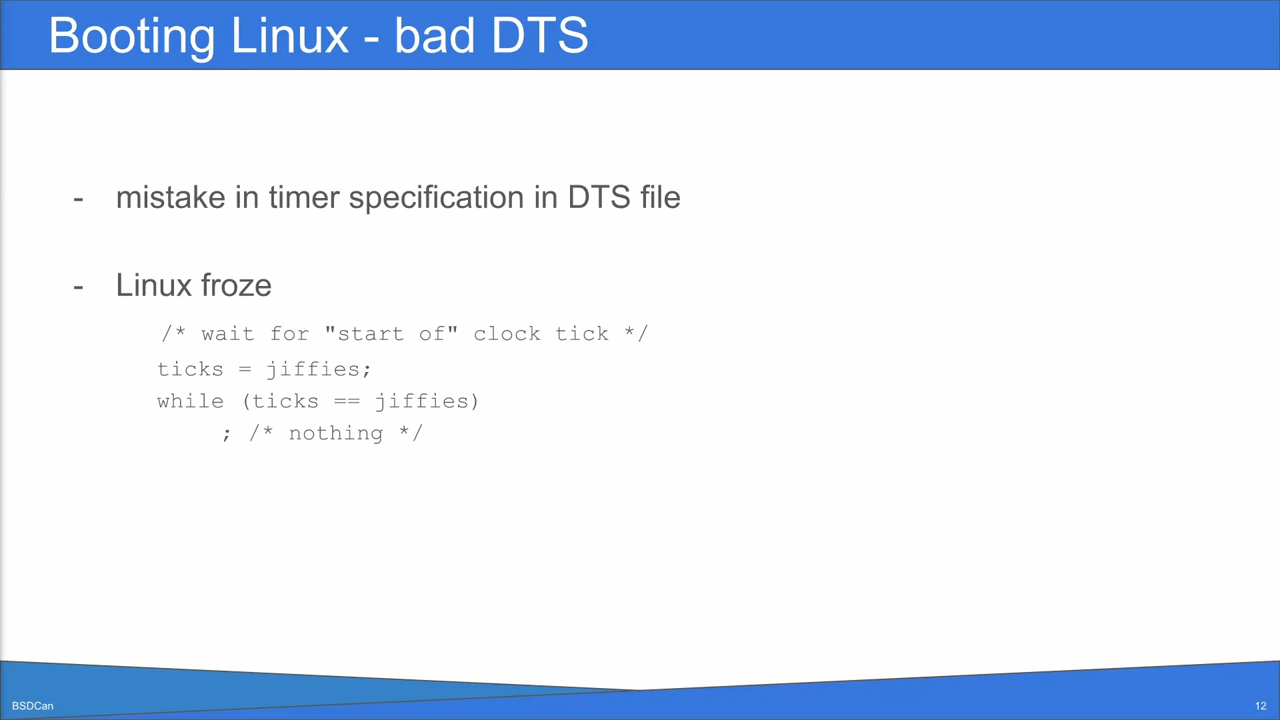 Booting Linux - bad DTS
- mistake in timer specification in DTS file
- Linux froze
/* wait for "start of" clock tick */
ticks = jiffies;
while (ticks == jiffies)
; /* nothing */
BSDCan
12